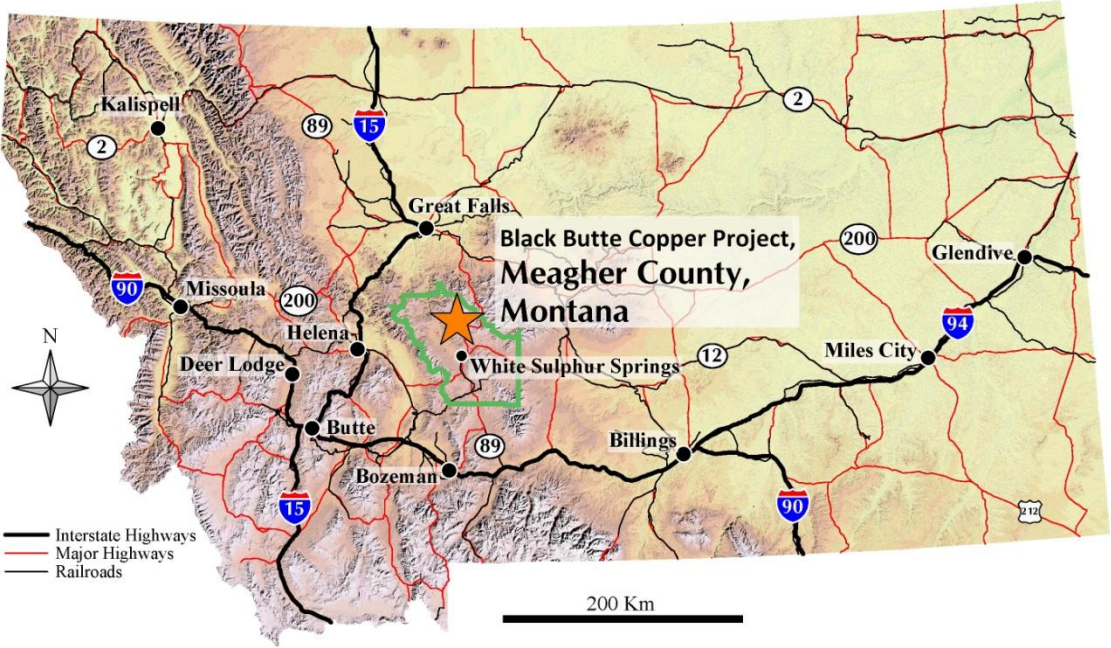 Kalispell
2
89
15
2
Great Falls
Black Butte Copper Project,
Meagher County,
Montana
200
Glendive
90
Missoula
200
Helena
94
N
Deer Lodge
White Sulphur Springs
12
Miles City
Butte
89
Billings
Bozeman
15
90
212
Interstate Highways
Major Highways
Railroads
200 Km